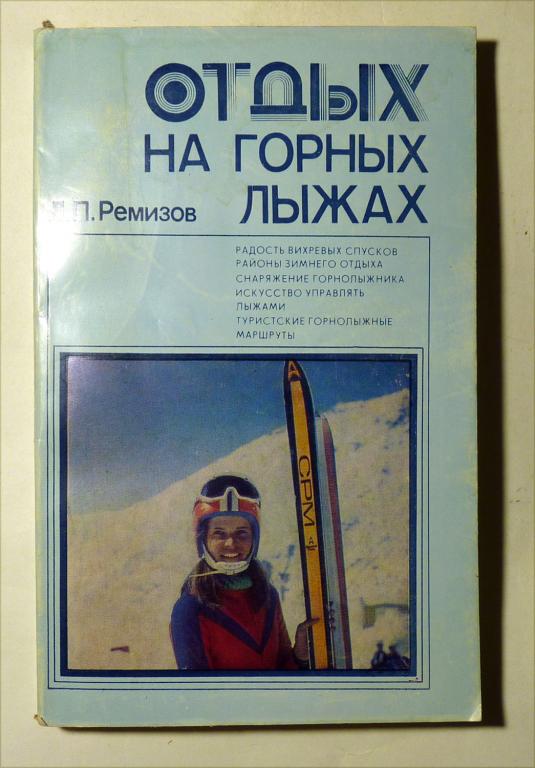 ОТДЫХ
НА ГОРНЫХ
ЛЫЖАХ
П.Ремизов
РАДОСТЬ ВИХРЕВЫХ СПУСКОВ
РАЙОНЫ ЗИМНЕГО ОТДЫХА
СНАРЯЖЕНИЕ ГОРНОЛЫЖНИКА
ИСКУССТВО УПРАВЛЯТЬ
ЛЫЖАМИ
ТУРИСТСКИЕ ГОРНОЛЫЖНЫЕ
МАРШРУТЫ
CPM